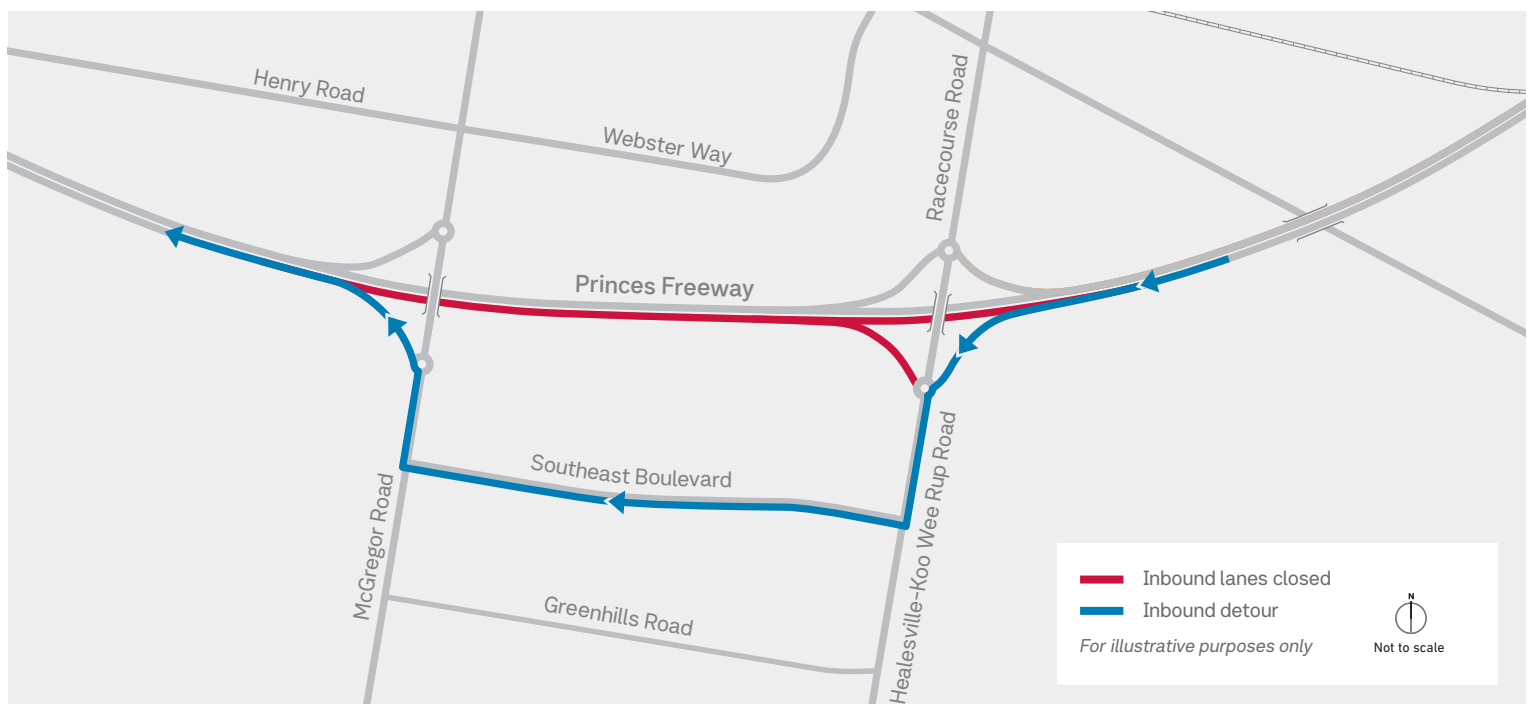 Henry Road
Webster Way
Racecourse Road
Princes Freeway
Southeast Boulevard
McGregor Road
Healesville-Koo Wee Rup Road
Greenhills Road
Inbound lanes closed
Inbound detour
For illustrative purposes only
N
Not to scale